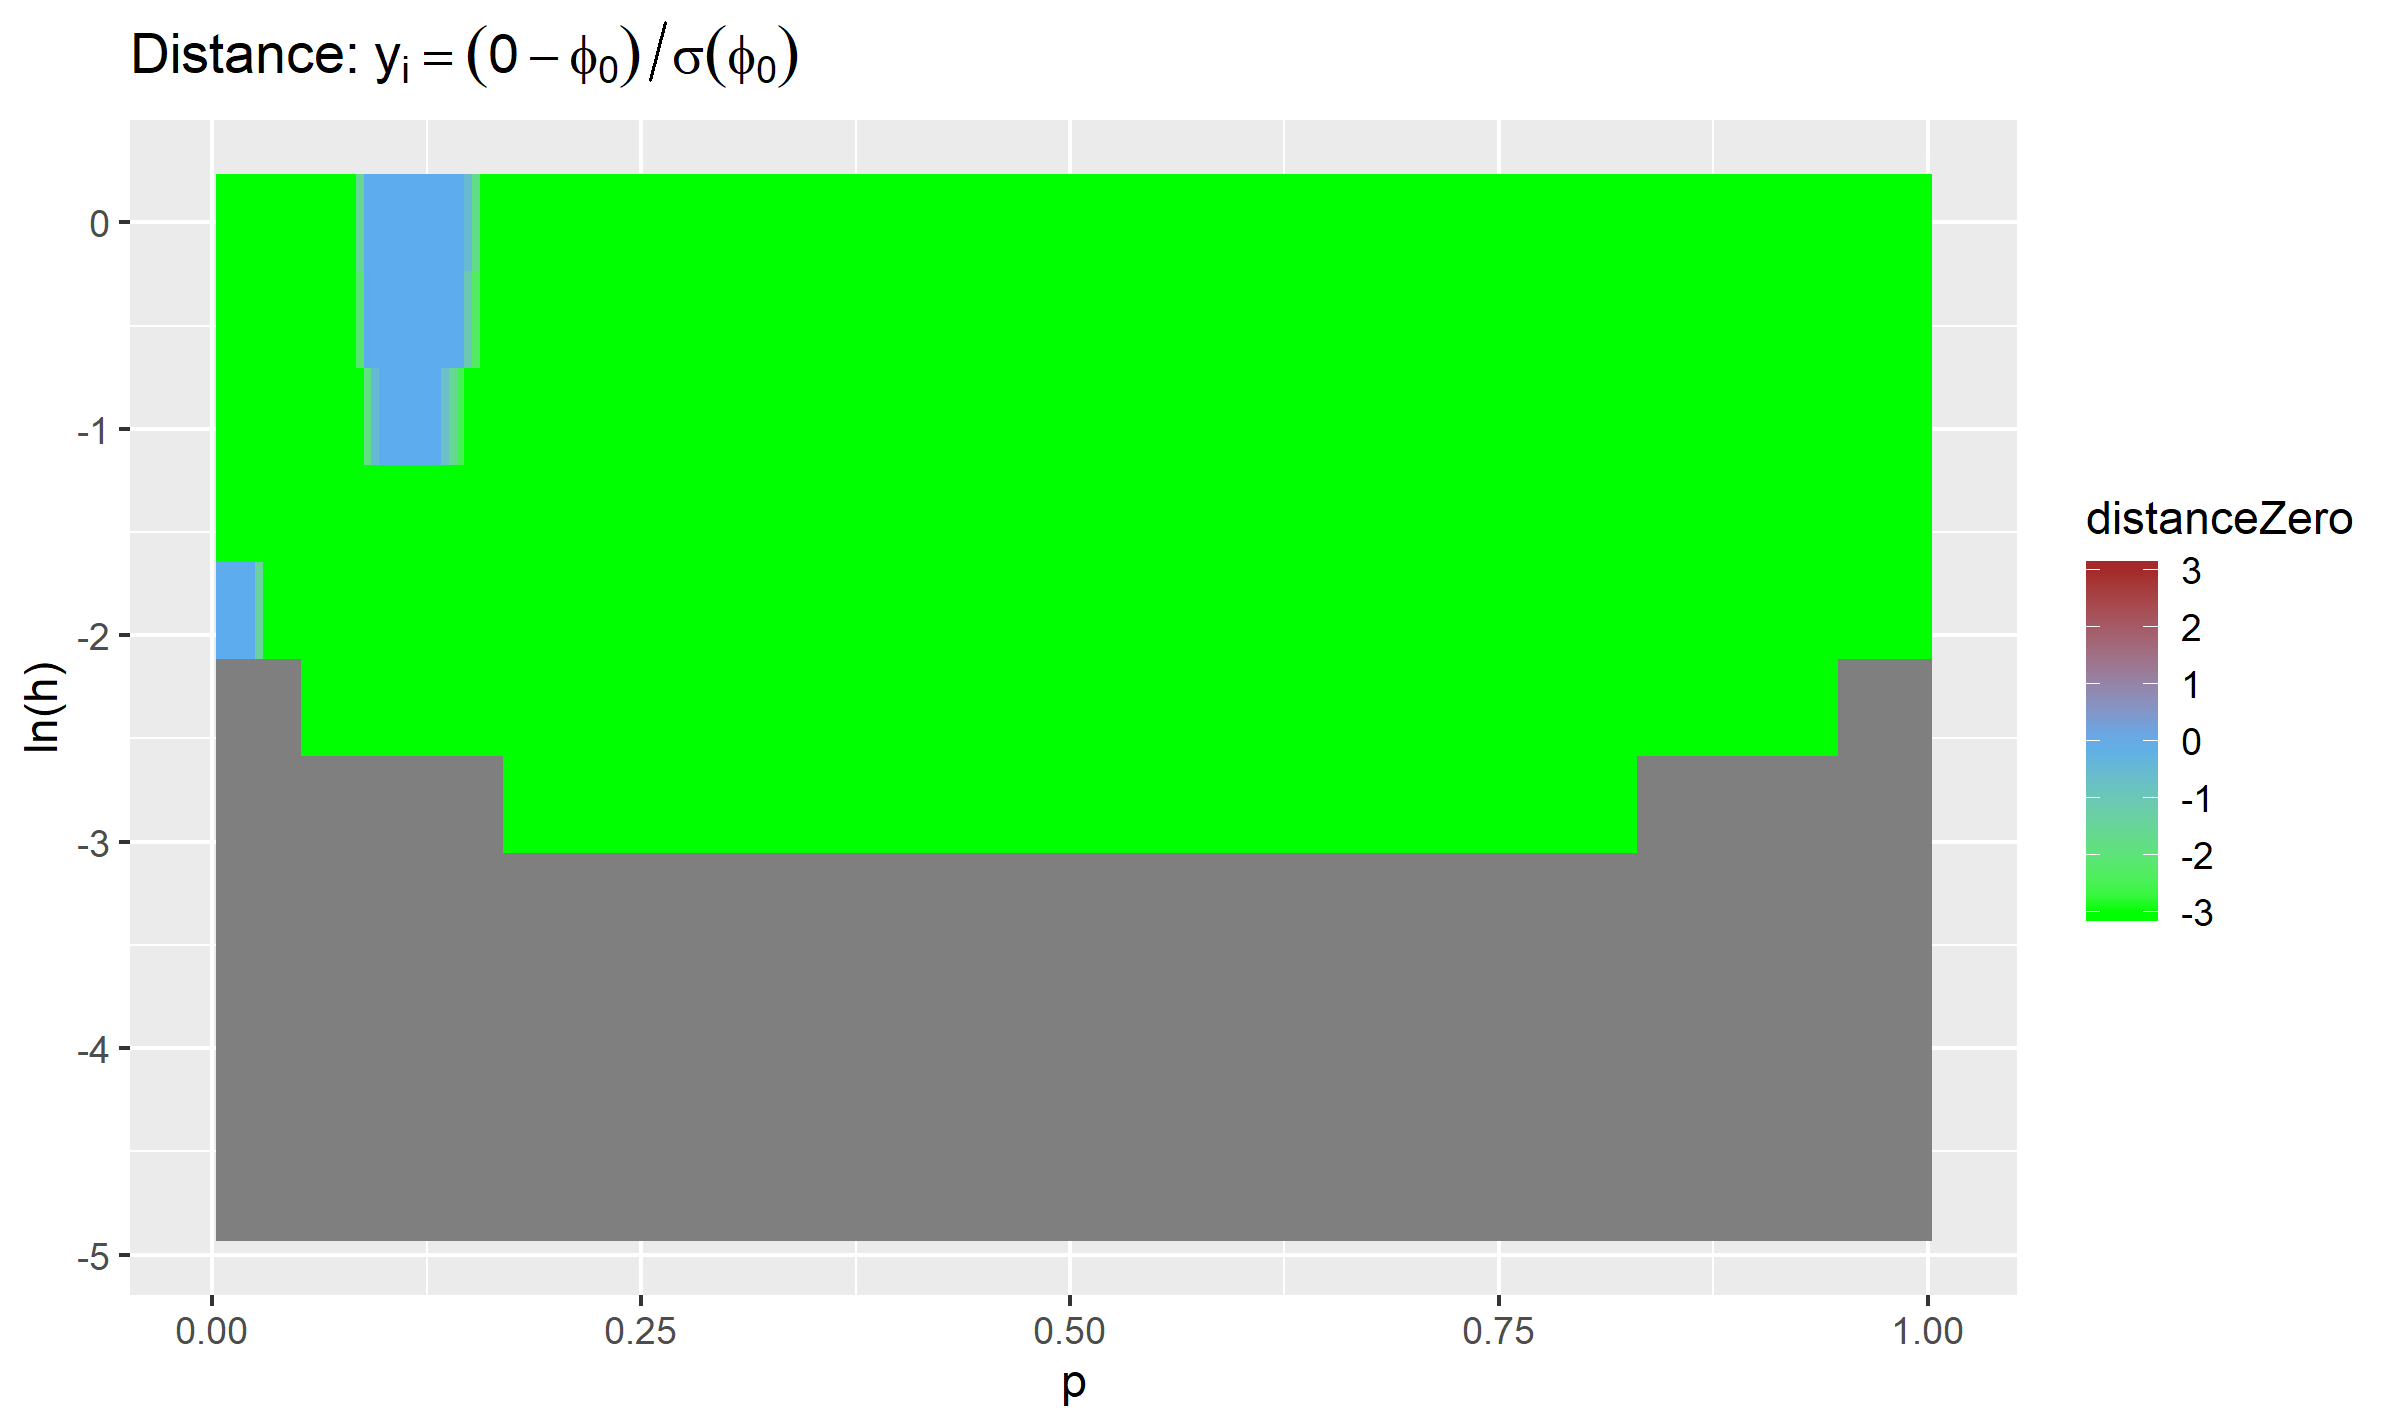 Distance: yᵢ = (0 − ϕ₀)/σ(ϕ₀)
0
-1
-2
-3
-4
-5
ln(h)
0.00 0.25 0.50 0.75 1.00
p
distanceZero
3
2
1
0
-1
-2
-3